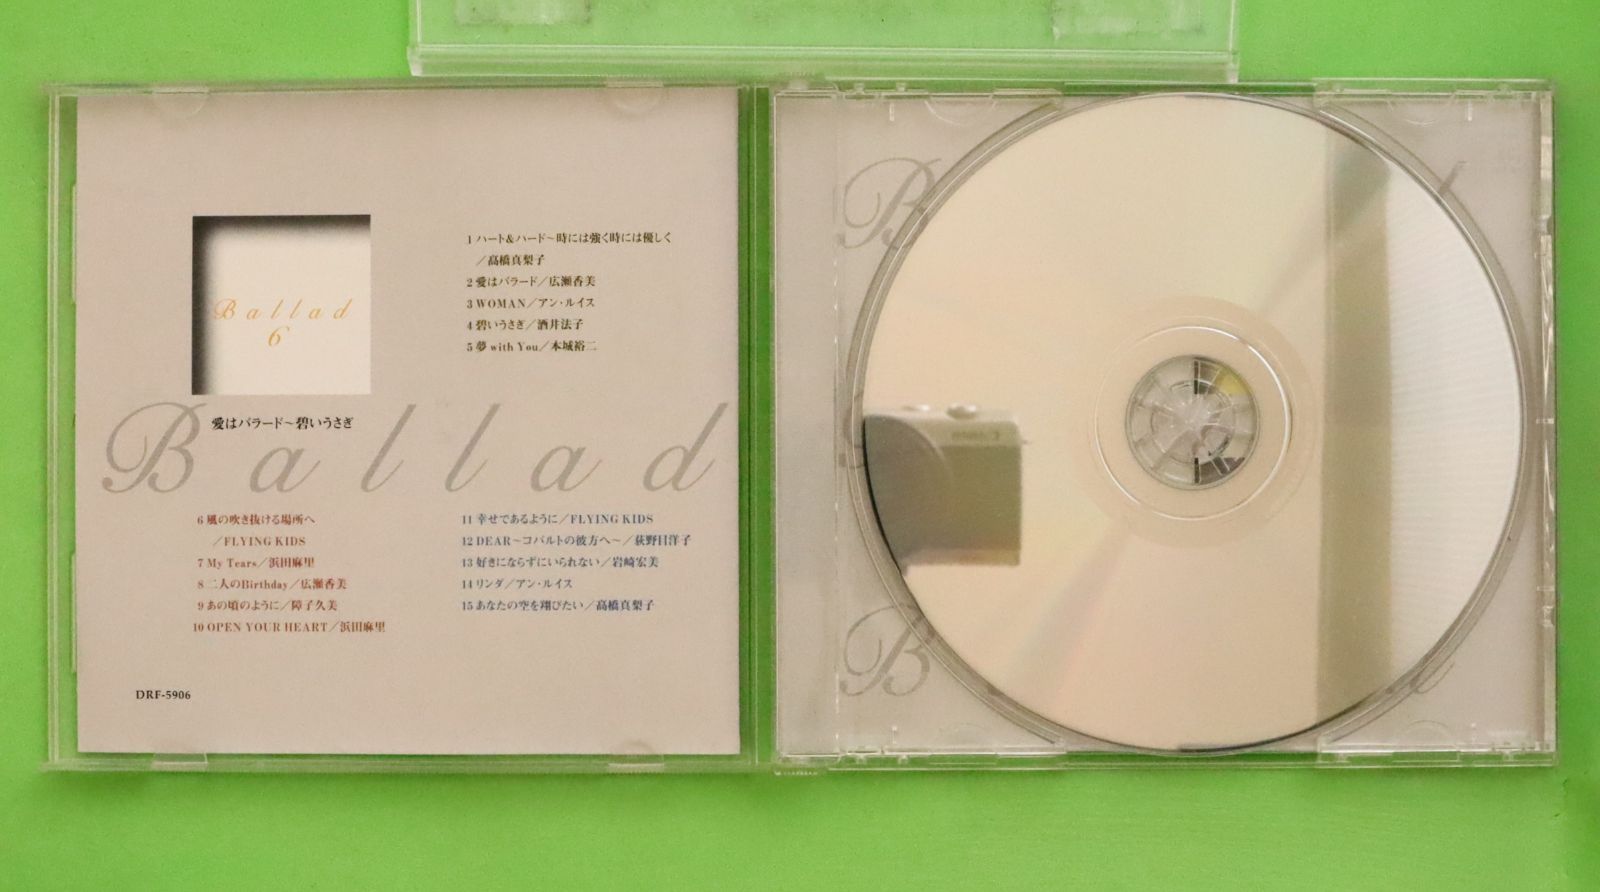 Ballad
6
愛はバラード〜碧いうさぎ
1 ハート&ハード〜時には強く時には優しく
／髙橋真梨子
2 愛はバラード／広瀬香美
3 WOMAN／アン・ルイス
4 碧いうさぎ／酒井法子
5 夢 with You／本城裕二
Ballad
6 風の吹き抜ける場所へ
／FLYING KIDS
7 My Tears／浜田麻里
8 二人のBirthday／広瀬香美
9 あの頃のように／障子久美
10 OPEN YOUR HEART／浜田麻里
11 幸せであるように／FLYING KIDS
12 DEAR〜コバルトの彼方へ〜／荻野目洋子
13 好きにならずにいられない／岩崎宏美
14 リンダ／アン・ルイス
15 あなたの空を翔びたい／髙橋真梨子
DRF-5906